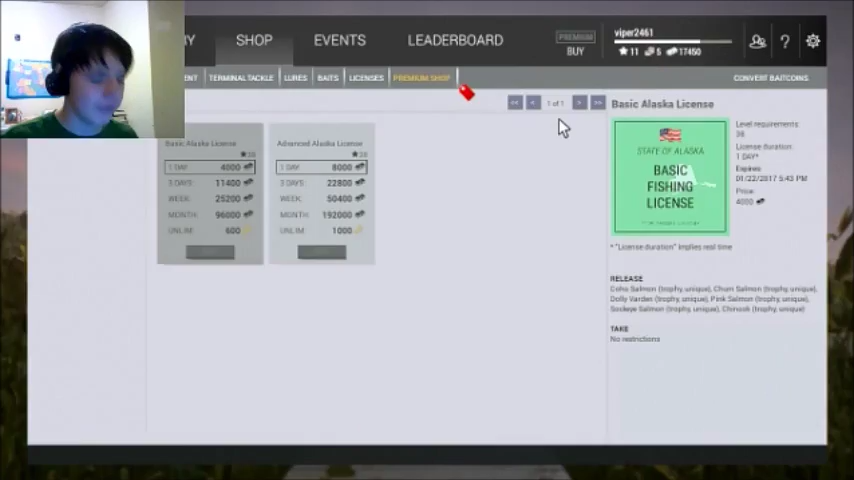 SHOP EVENTS LEADERBOARD
PREMIUM
BUY
viper2461
11 5 17450
ENT TERMINAL TACKLE LURES BAITS LICENSES PREMIUM SHOP CONVERT BAITCOINS
<< < 1 of 1 > >>
Basic Alaska License
Basic Alaska License
1 DAY: 4000
3 DAYS: 11400
WEEK: 25200
MONTH: 96000
UNLIM: 600
Advanced Alaska License
1 DAY: 8000
3 DAYS: 22800
WEEK: 50400
MONTH: 192000
UNLIM: 1000
STATE OF ALASKA
BASIC
FISHING
LICENSE
Level requirements:
38
License duration:
1 DAY*
Expires:
01/22/2017 5:43 PM
Price:
4000
* "License duration" implies real time
RELEASE
Coho Salmon (trophy, unique), Chum Salmon (trophy, unique),
Dolly Varden (trophy, unique), Pink Salmon (trophy, unique),
Sockeye Salmon (trophy, unique), Chinook (trophy, unique)
TAKE
No restrictions